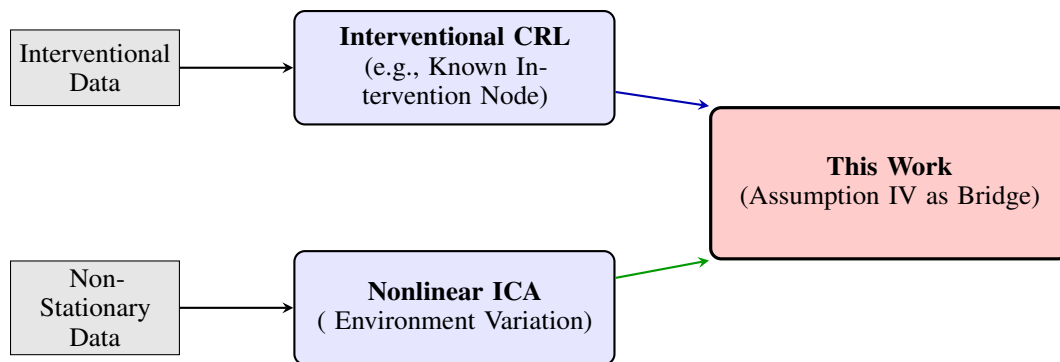 Interventional
Data
Interventional CRL
(e.g., Known In-
tervention Node)
This Work
(Assumption IV as Bridge)
Non-
Stationary
Data
Nonlinear ICA
( Environment Variation)